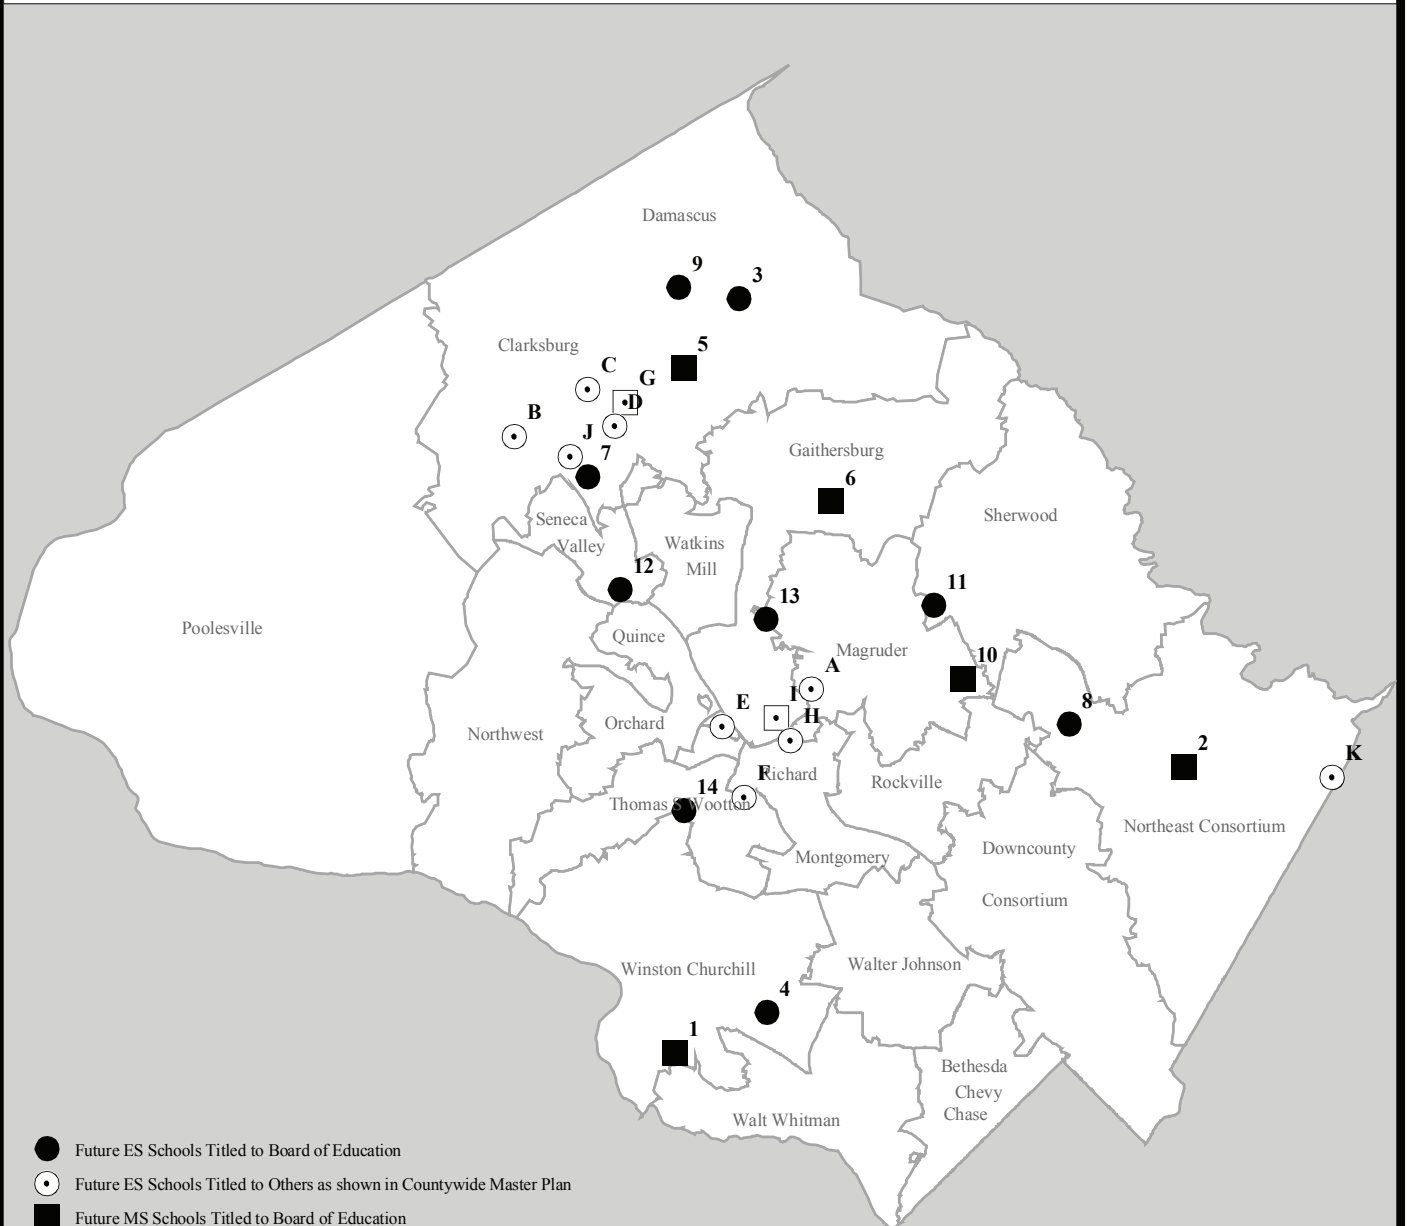 Damascus
9
3
Clarksburg
5
C
G
D
B
J
7
Gaithersburg
6
Seneca
Valley
Watkins
Mill
Sherwood
12
13
11
Poolesville
Quince
Magruder
10
A
I
H
E
8
Orchard
Northwest
2
K
F
Richard
Rockville
14
Thomas S Wootton
Northeast Consortium
Downcounty
Montgomery
Consortium
Winston Churchill
Walter Johnson
4
1
Bethesda
Chevy
Chase
Walt Whitman
Future ES Schools Titled to Board of Education
Future ES Schools Titled to Others as shown in Countywide Master Plan
Future MS Schools Titled to Board of Education